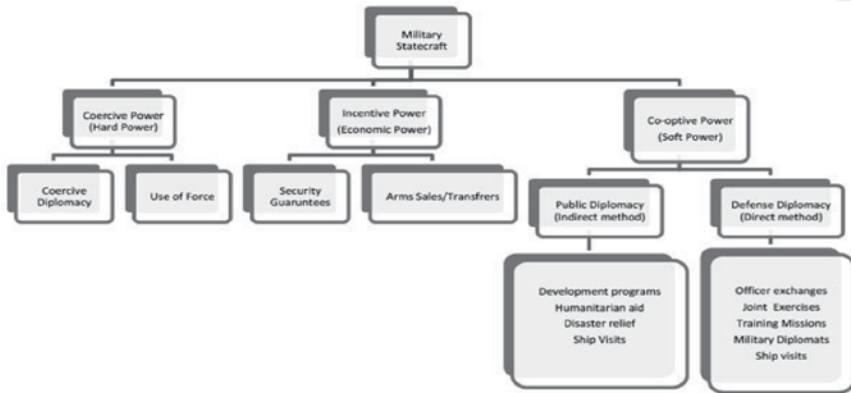 Military
Statecraft
Coercive Power
(Hard Power)
Incentive Power
(Economic Power)
Co-optive Power
(Soft Power)
Coercive
Diplomacy
Use of Force
Security
Guaruntees
Arms Sales/Transfrers
Public Diplomacy
(Indirect method)
Defense Diplomacy
(Direct method)
Development programs
Humanitarian aid
Disaster relief
Ship Visits
Officer exchanges
Joint Exercises
Training Missions
Military Diplomats
Ship visits